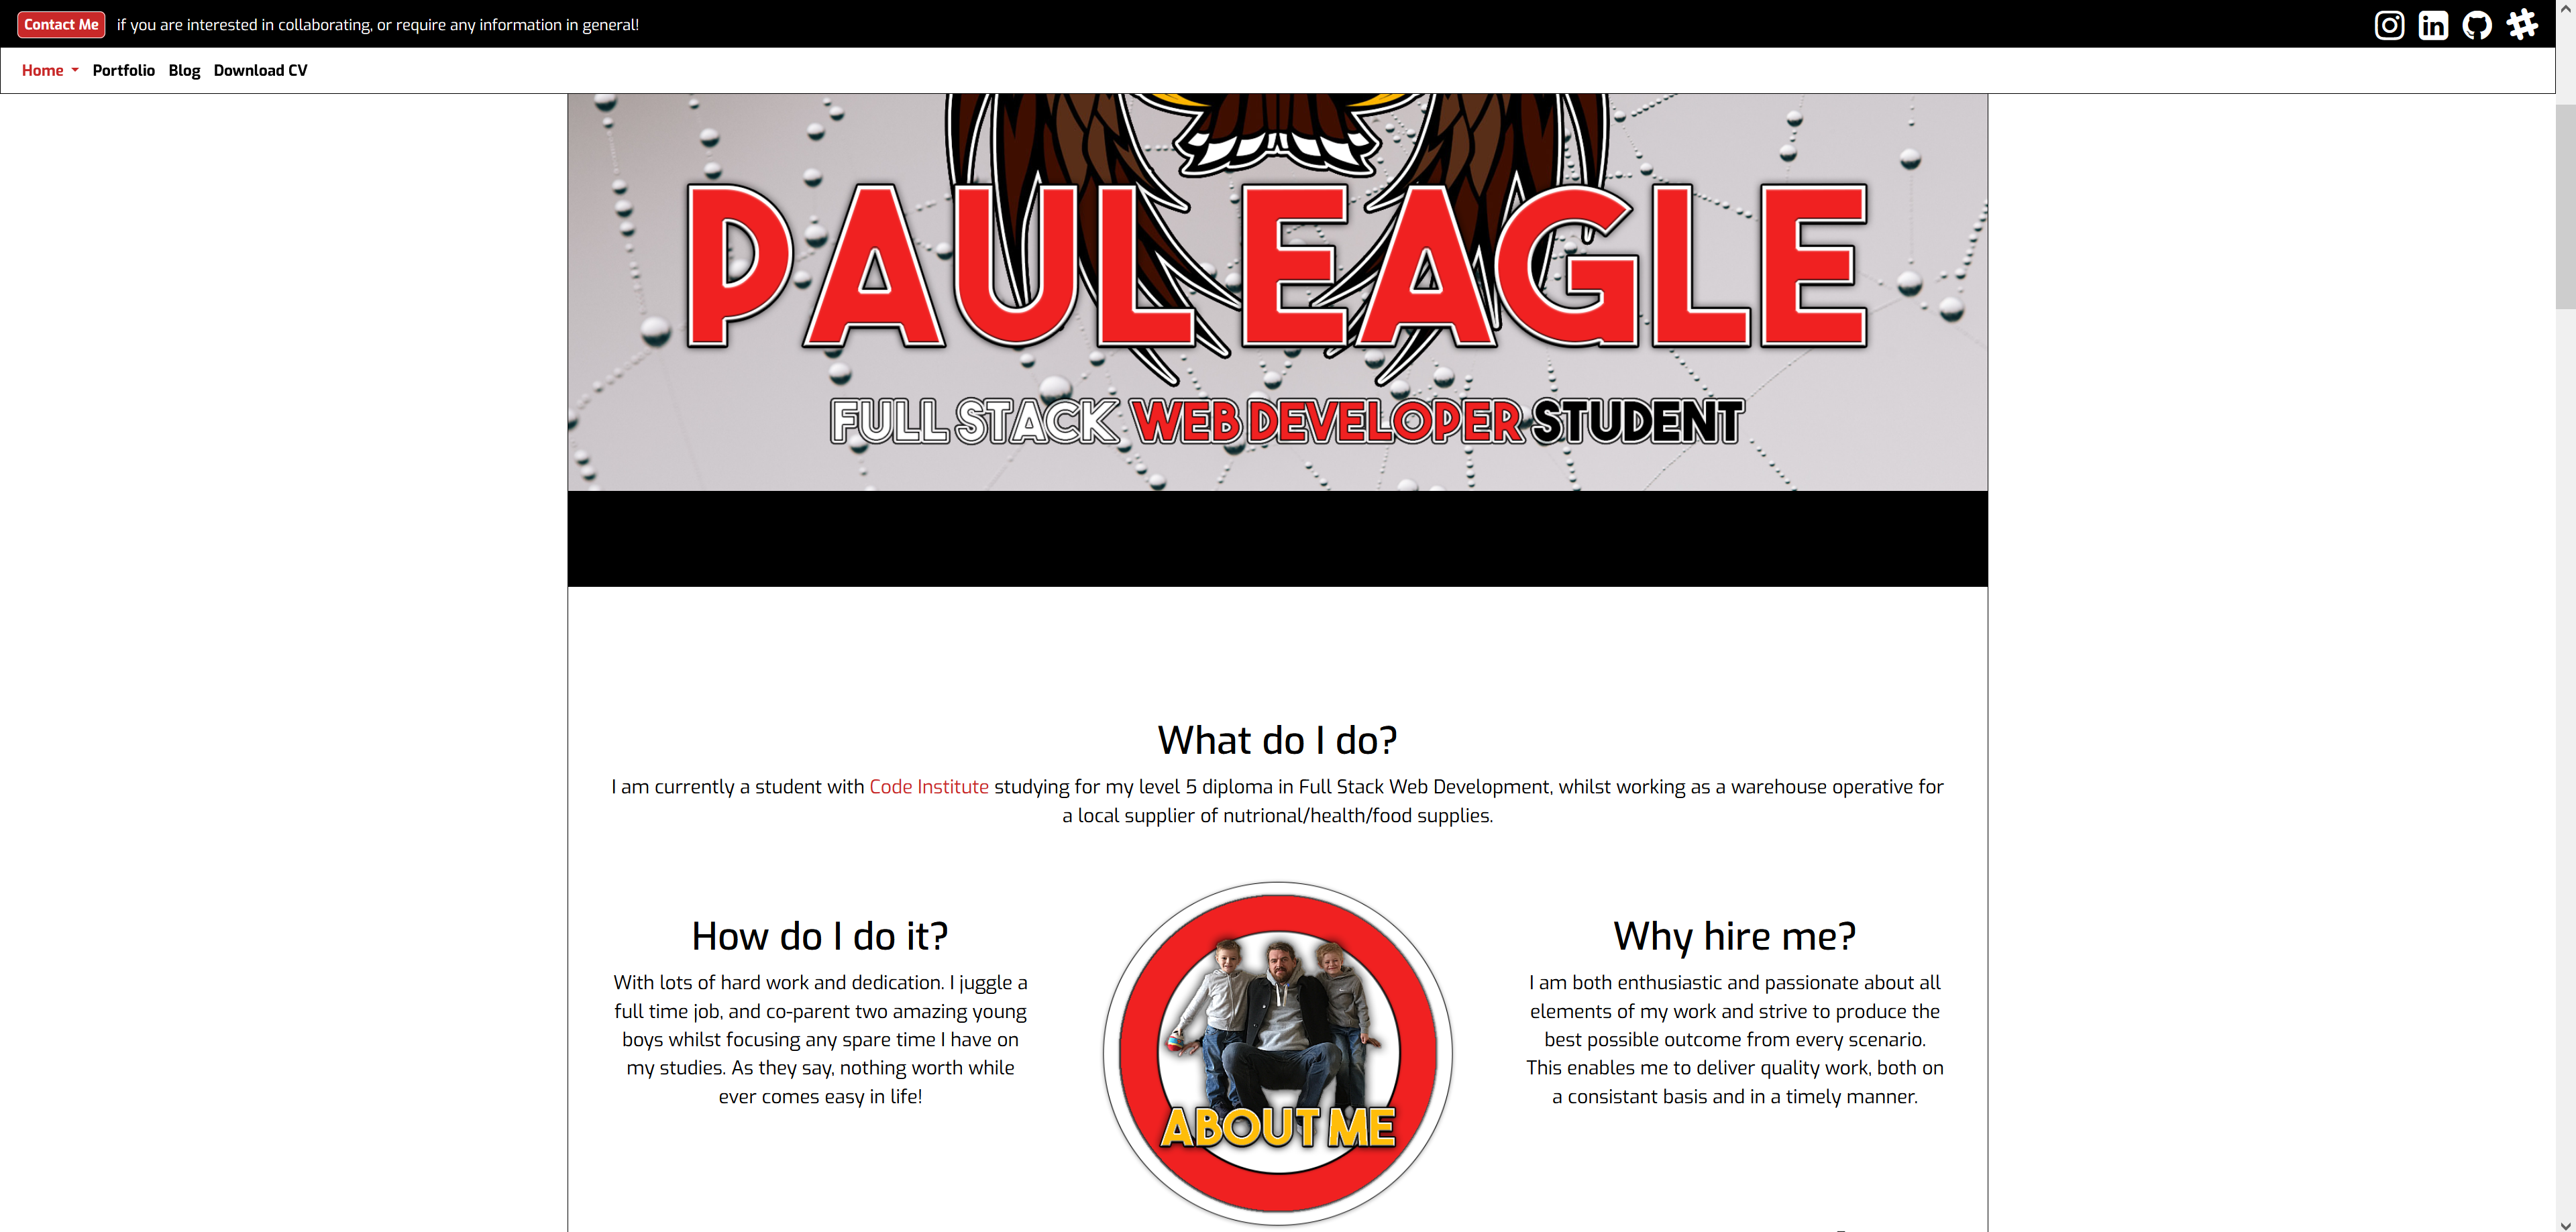 Contact Me if you are interested in collaborating, or require any information in general!
Home Portfolio Blog Download CV
PAUL EAGLE
FULL STACK WEB DEVELOPER STUDENT
What do I do?
I am currently a student with Code Institute studying for my level 5 diploma in Full Stack Web Development, whilst working as a warehouse operative for
a local supplier of nutrional/health/food supplies.
How do I do it?
With lots of hard work and dedication. I juggle a
full time job, and co-parent two amazing young
boys whilst focusing any spare time I have on
my studies. As they say, nothing worth while
ever comes easy in life!
ABOUT ME
Why hire me?
I am both enthusiastic and passionate about all
elements of my work and strive to produce the
best possible outcome from every scenario.
This enables me to deliver quality work, both on
a consistant basis and in a timely manner.